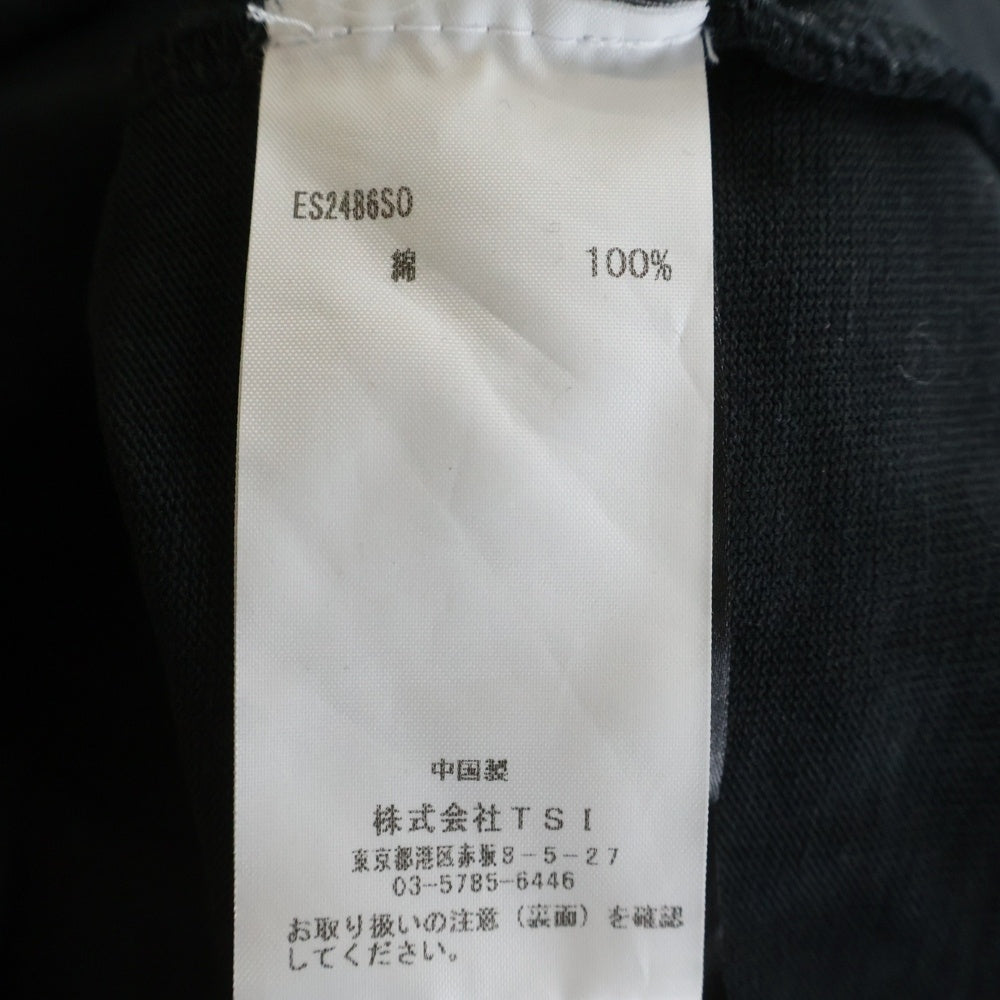 ES2486SO
綿 100%
中国製
株式会社TSI
東京都港区赤坂8-5-27
03-5785-6446
お取り扱いの注意(裏面)を確認
してください。